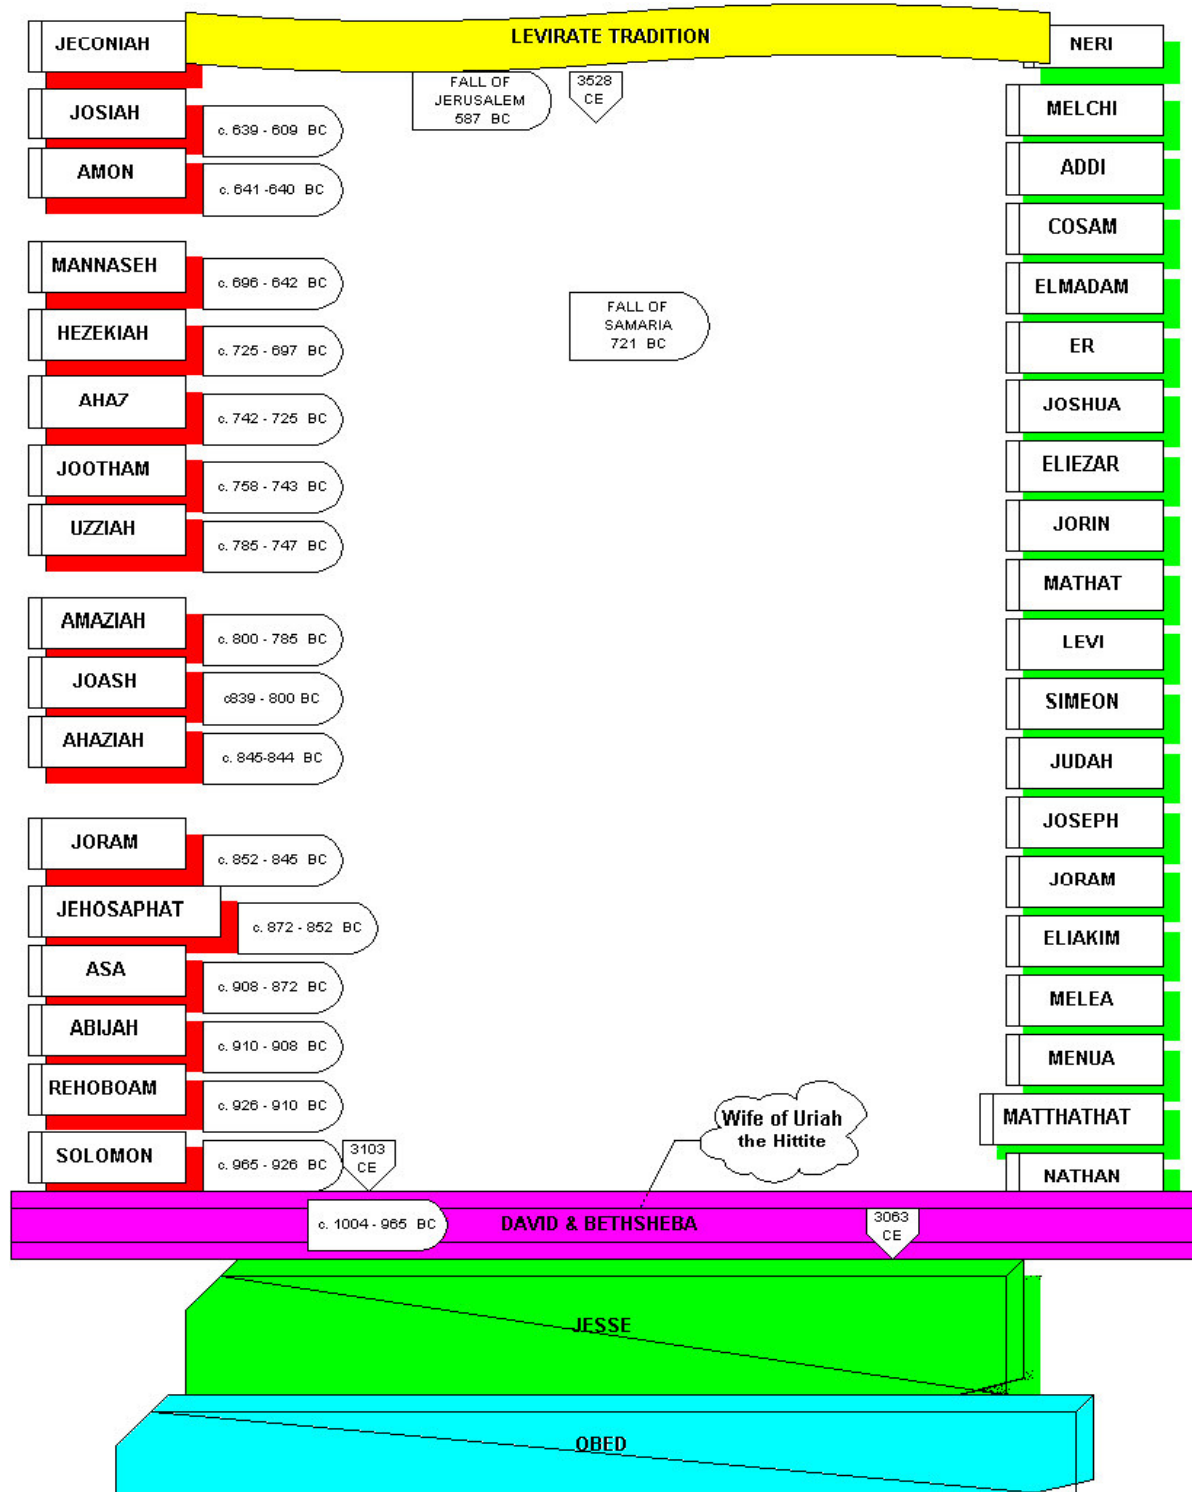 LEVIRATE TRADITION
JECONIAH
NERI
FALL OF
JERUSALEM
587 BC
3528
CE
JOSIAH
c. 639 - 609 BC
MELCHI
AMON
c. 641 -640 BC
ADDI
COSAM
MANNASEH
c. 696 - 642 BC
ELMADAM
FALL OF
SAMARIA
721 BC
HEZEKIAH
c. 725 - 697 BC
ER
AHAZ
c. 742 - 725 BC
JOSHUA
JOOTHAM
c. 758 - 743 BC
ELIEZAR
UZZIAH
c. 785 - 747 BC
JORIN
MATHAT
AMAZIAH
c. 800 - 785 BC
LEVI
JOASH
c839 - 800 BC
SIMEON
AHAZIAH
c. 845-844 BC
JUDAH
JOSEPH
JORAM
c. 852 - 845 BC
JORAM
JEHOSAPHAT
c. 872 - 852 BC
ELIAKIM
ASA
c. 908 - 872 BC
MELEA
ABIJAH
c. 910 - 908 BC
MENUA
REHOBOAM
c. 926 - 910 BC
Wife of Uriah
the Hittite
MATTHATHAT
SOLOMON
c. 965 - 926 BC
3103
CE
NATHAN
c. 1004 - 965 BC
DAVID & BETHSHEBA
3063
CE
JESSE
OBED